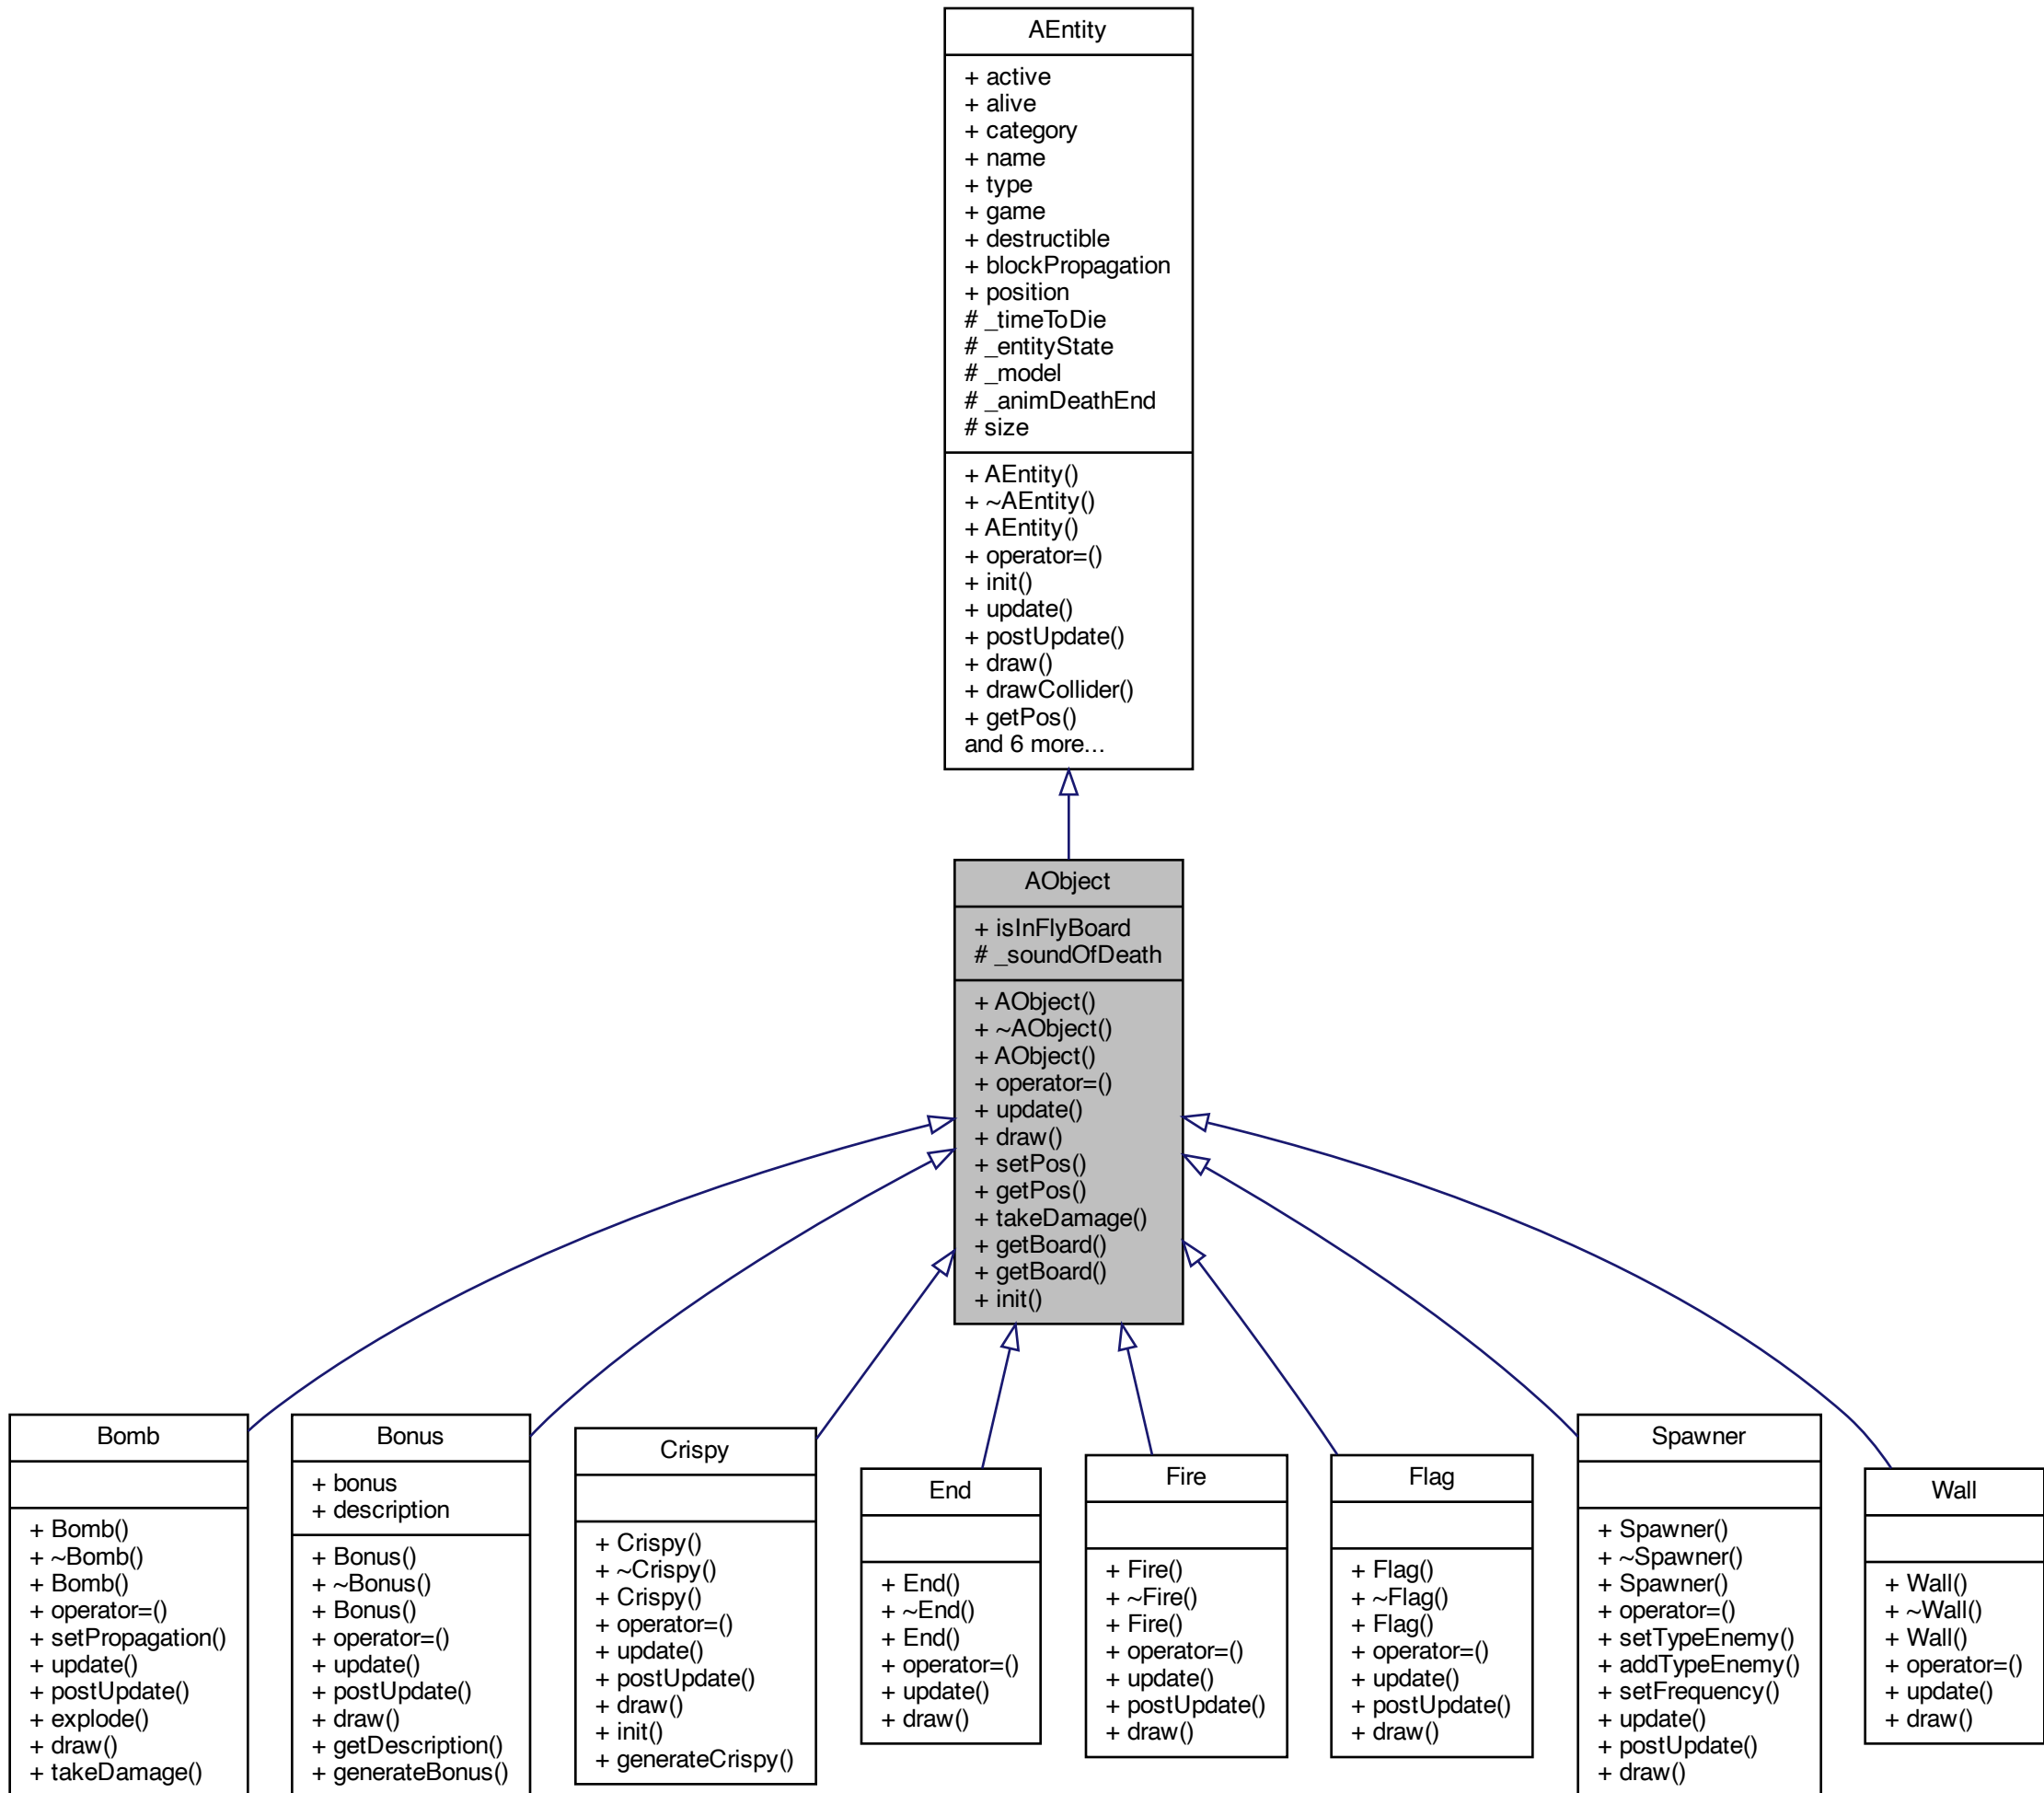 AEntity
+ active
+ alive
+ category
+ name
+ type
+ game
+ destructible
+ blockPropagation
+ position
# _timeToDie
# _entityState
# _model
# _animDeathEnd
# size
+ AEntity()
+ ~AEntity()
+ AEntity()
+ operator=()
+ init()
+ update()
+ postUpdate()
+ draw()
+ drawCollider()
+ getPos()
and 6 more...
AObject
+ isInFlyBoard
# _soundOfDeath
+ AObject()
+ ~AObject()
+ AObject()
+ operator=()
+ update()
+ draw()
+ setPos()
+ getPos()
+ takeDamage()
+ getBoard()
+ getBoard()
+ init()
Bomb
+ Bomb()
+ ~Bomb()
+ Bomb()
+ operator=()
+ setPropagation()
+ update()
+ postUpdate()
+ explode()
+ draw()
+ takeDamage()
Bonus
+ bonus
+ description
+ Bonus()
+ ~Bonus()
+ Bonus()
+ operator=()
+ update()
+ postUpdate()
+ draw()
+ getDescription()
+ generateBonus()
Crispy
+ Crispy()
+ ~Crispy()
+ Crispy()
+ operator=()
+ update()
+ postUpdate()
+ draw()
+ init()
+ generateCrispy()
End
+ End()
+ ~End()
+ End()
+ operator=()
+ update()
+ draw()
Fire
+ Fire()
+ ~Fire()
+ Fire()
+ operator=()
+ update()
+ postUpdate()
+ draw()
Flag
+ Flag()
+ ~Flag()
+ Flag()
+ operator=()
+ update()
+ postUpdate()
+ draw()
Spawner
+ Spawner()
+ ~Spawner()
+ Spawner()
+ operator=()
+ setTypeEnemy()
+ addTypeEnemy()
+ setFrequency()
+ update()
+ postUpdate()
+ draw()
Wall
+ Wall()
+ ~Wall()
+ Wall()
+ operator=()
+ update()
+ draw()